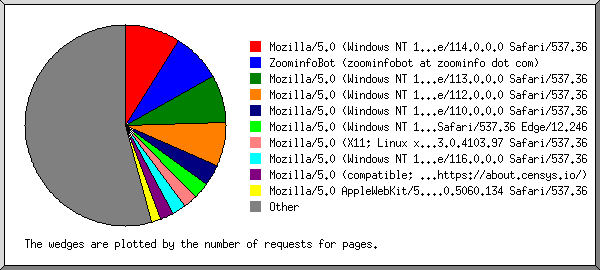 Mozilla/5.0 (Windows NT 1...e/114.0.0.0 Safari/537.36
ZoominfoBot (zoominfobot at zoominfo dot com)
Mozilla/5.0 (Windows NT 1...e/113.0.0.0 Safari/537.36
Mozilla/5.0 (Windows NT 1...e/112.0.0.0 Safari/537.36
Mozilla/5.0 (Windows NT 1...e/110.0.0.0 Safari/537.36
Mozilla/5.0 (Windows NT 1...Safari/537.36 Edge/12.246
Mozilla/5.0 (X11; Linux x...3.0.4103.97 Safari/537.36
Mozilla/5.0 (Windows NT 1...e/116.0.0.0 Safari/537.36
Mozilla/5.0 (compatible; ...https://about.censys.io/)
Mozilla/5.0 AppleWebKit/5....0.5060.134 Safari/537.36
Other
The wedges are plotted by the number of requests for pages.